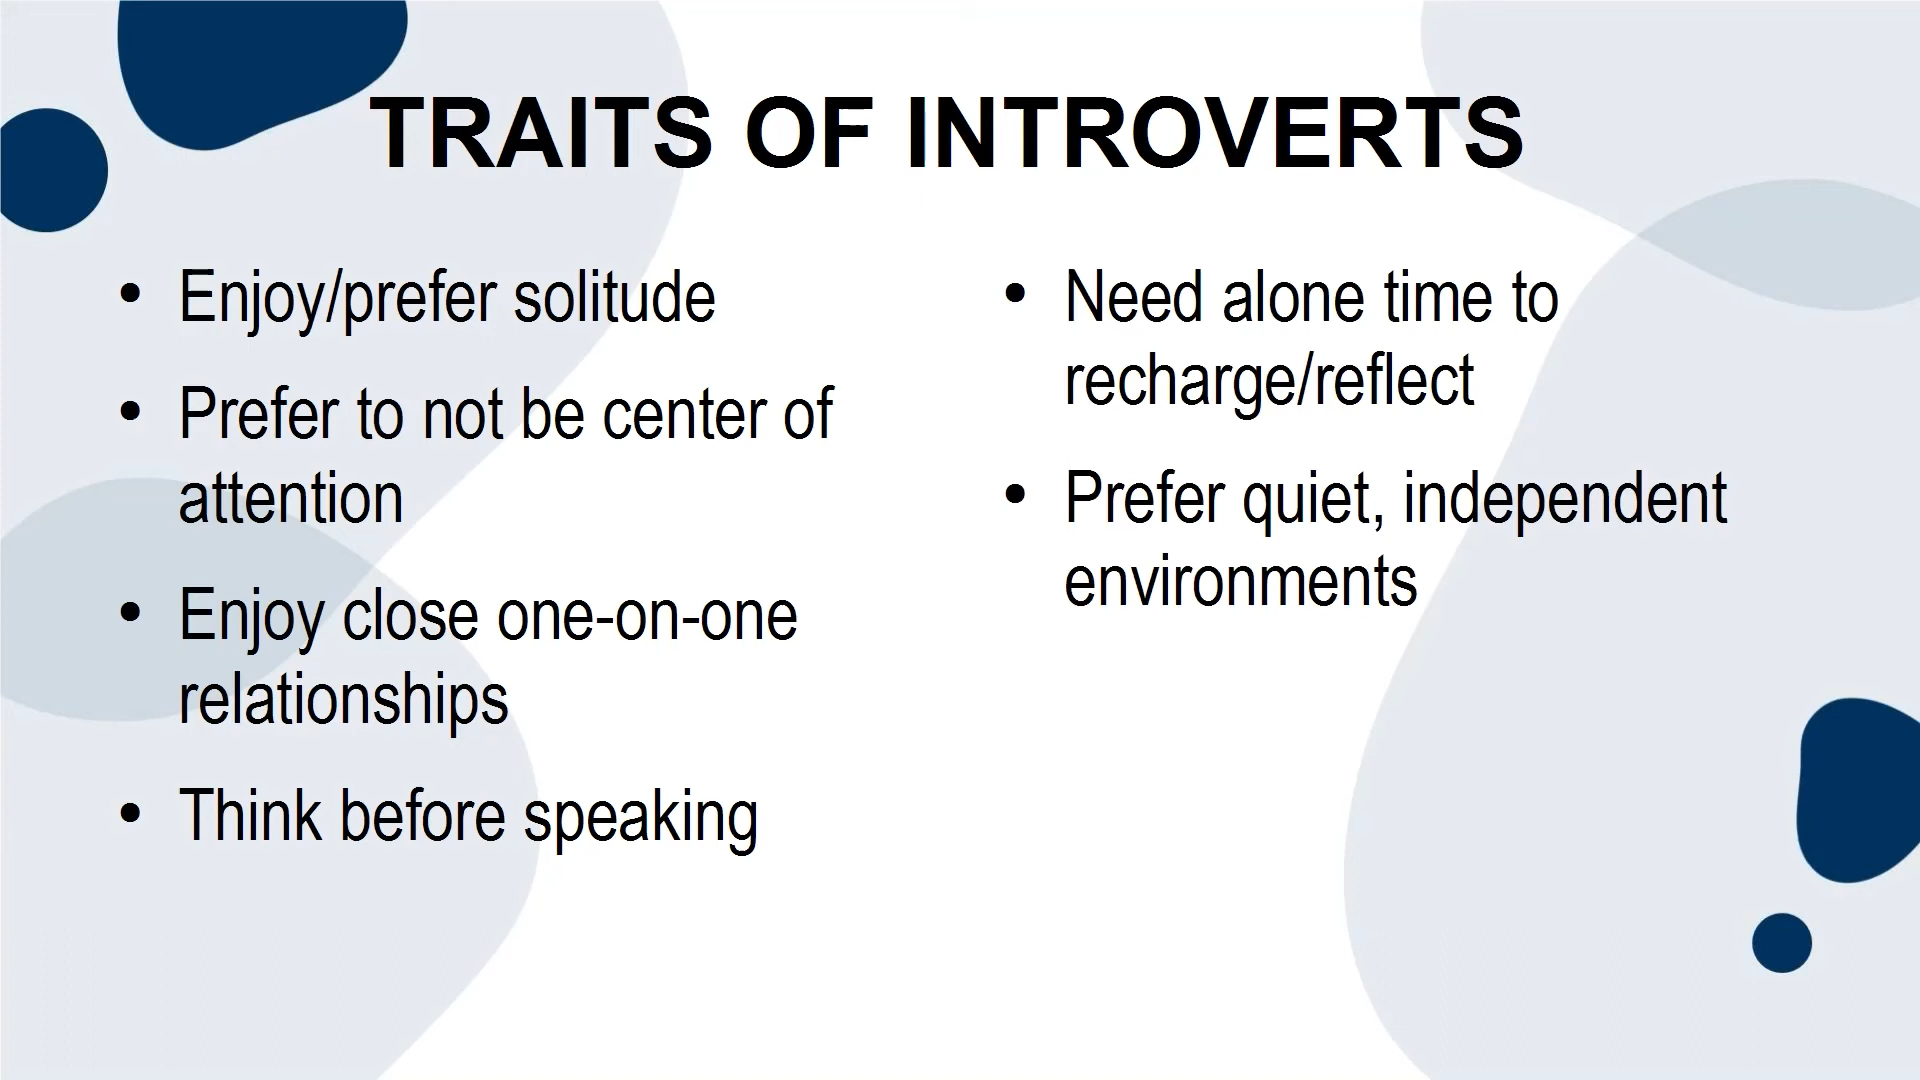 TRAITS OF INTROVERTS
• Enjoy/prefer solitude
• Prefer to not be center of
attention
• Enjoy close one-on-one
relationships
• Think before speaking
• Need alone time to
recharge/reflect
• Prefer quiet, independent
environments